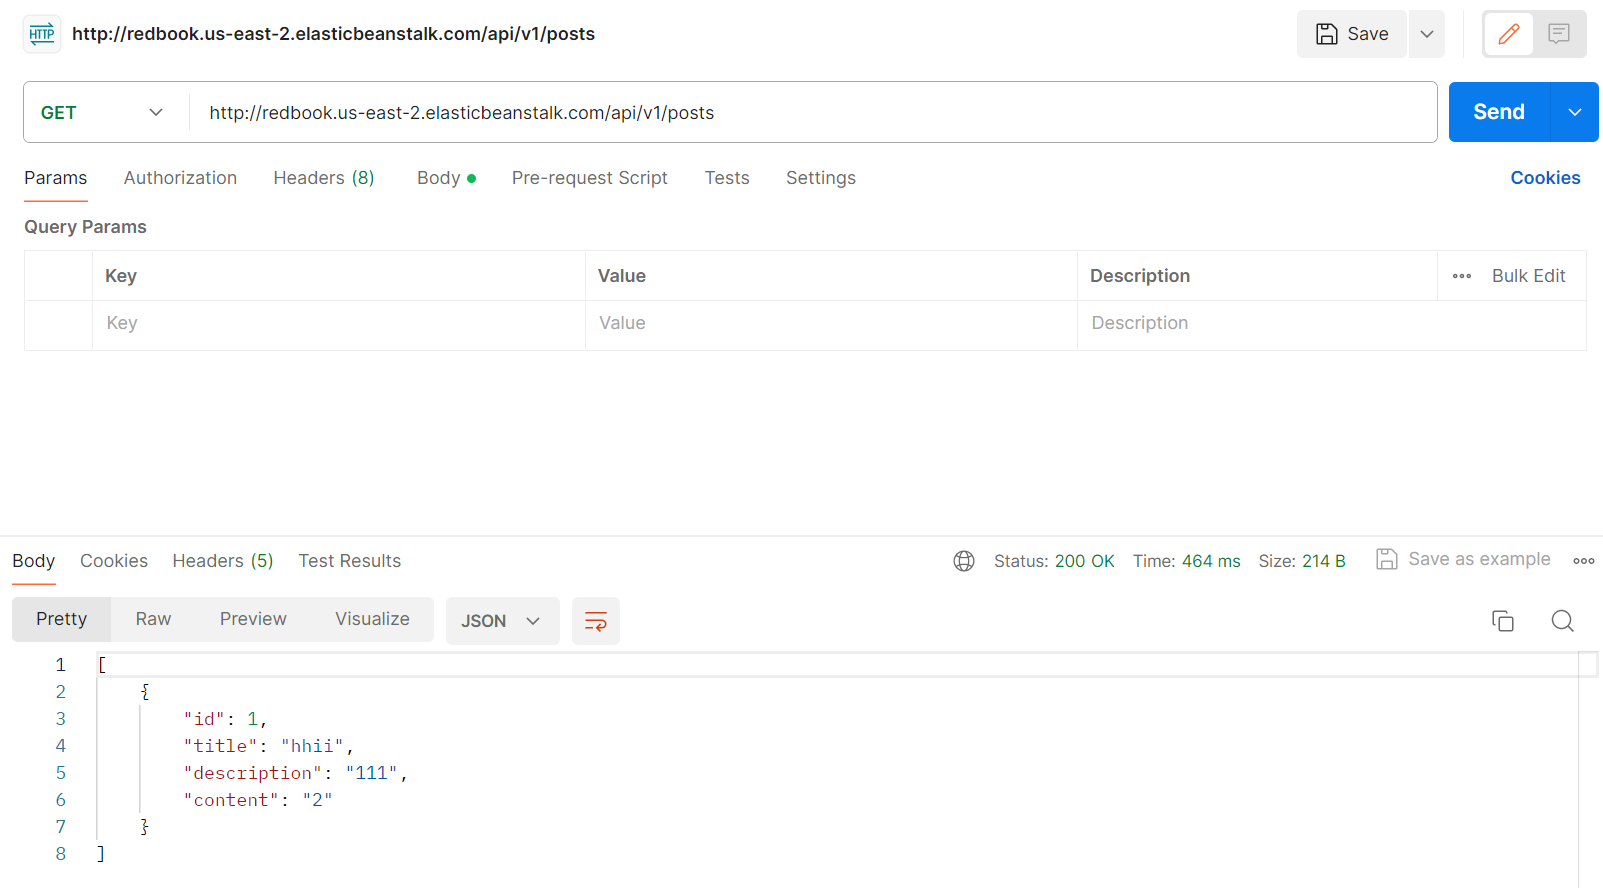 HTTP http://redbook.us-east-2.elasticbeanstalk.com/api/v1/posts Save
GET http://redbook.us-east-2.elasticbeanstalk.com/api/v1/posts Send
Params Authorization Headers (8) Body Pre-request Script Tests Settings Cookies
Query Params
Key Value Description Bulk Edit
Key Value Description
Body Cookies Headers (5) Test Results Status: 200 OK Time: 464 ms Size: 214 B Save as example
Pretty Raw Preview Visualize JSON
1 [
2 {
3 "id": 1,
4 "title": "hhii",
5 "description": "111",
6 "content": "2"
7 }
8 ]